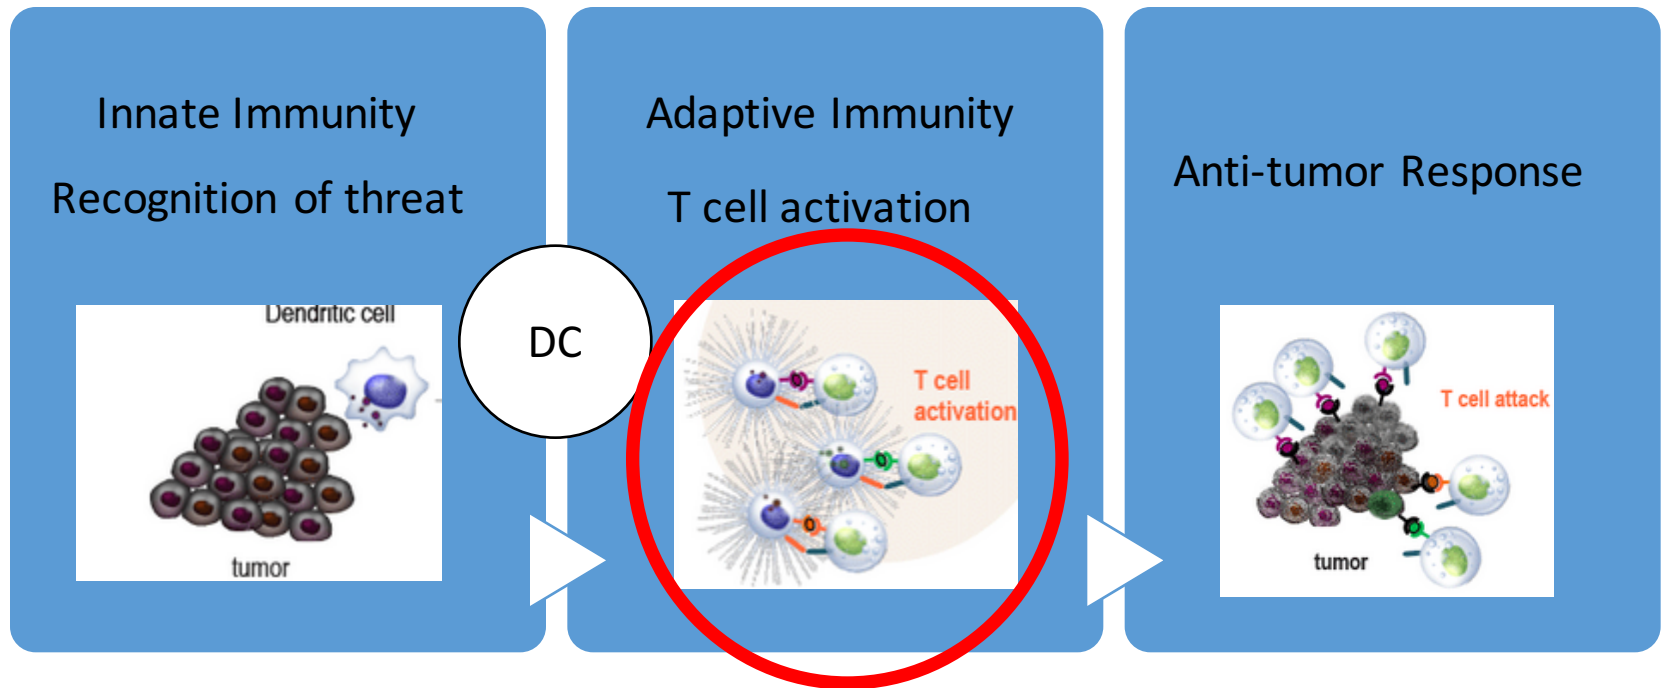 Innate Immunity
Recognition of threat
Dendritic cell
tumor
DC
Adaptive Immunity
T cell activation
T cell
activation
Anti-tumor Response
T cell attack
tumor